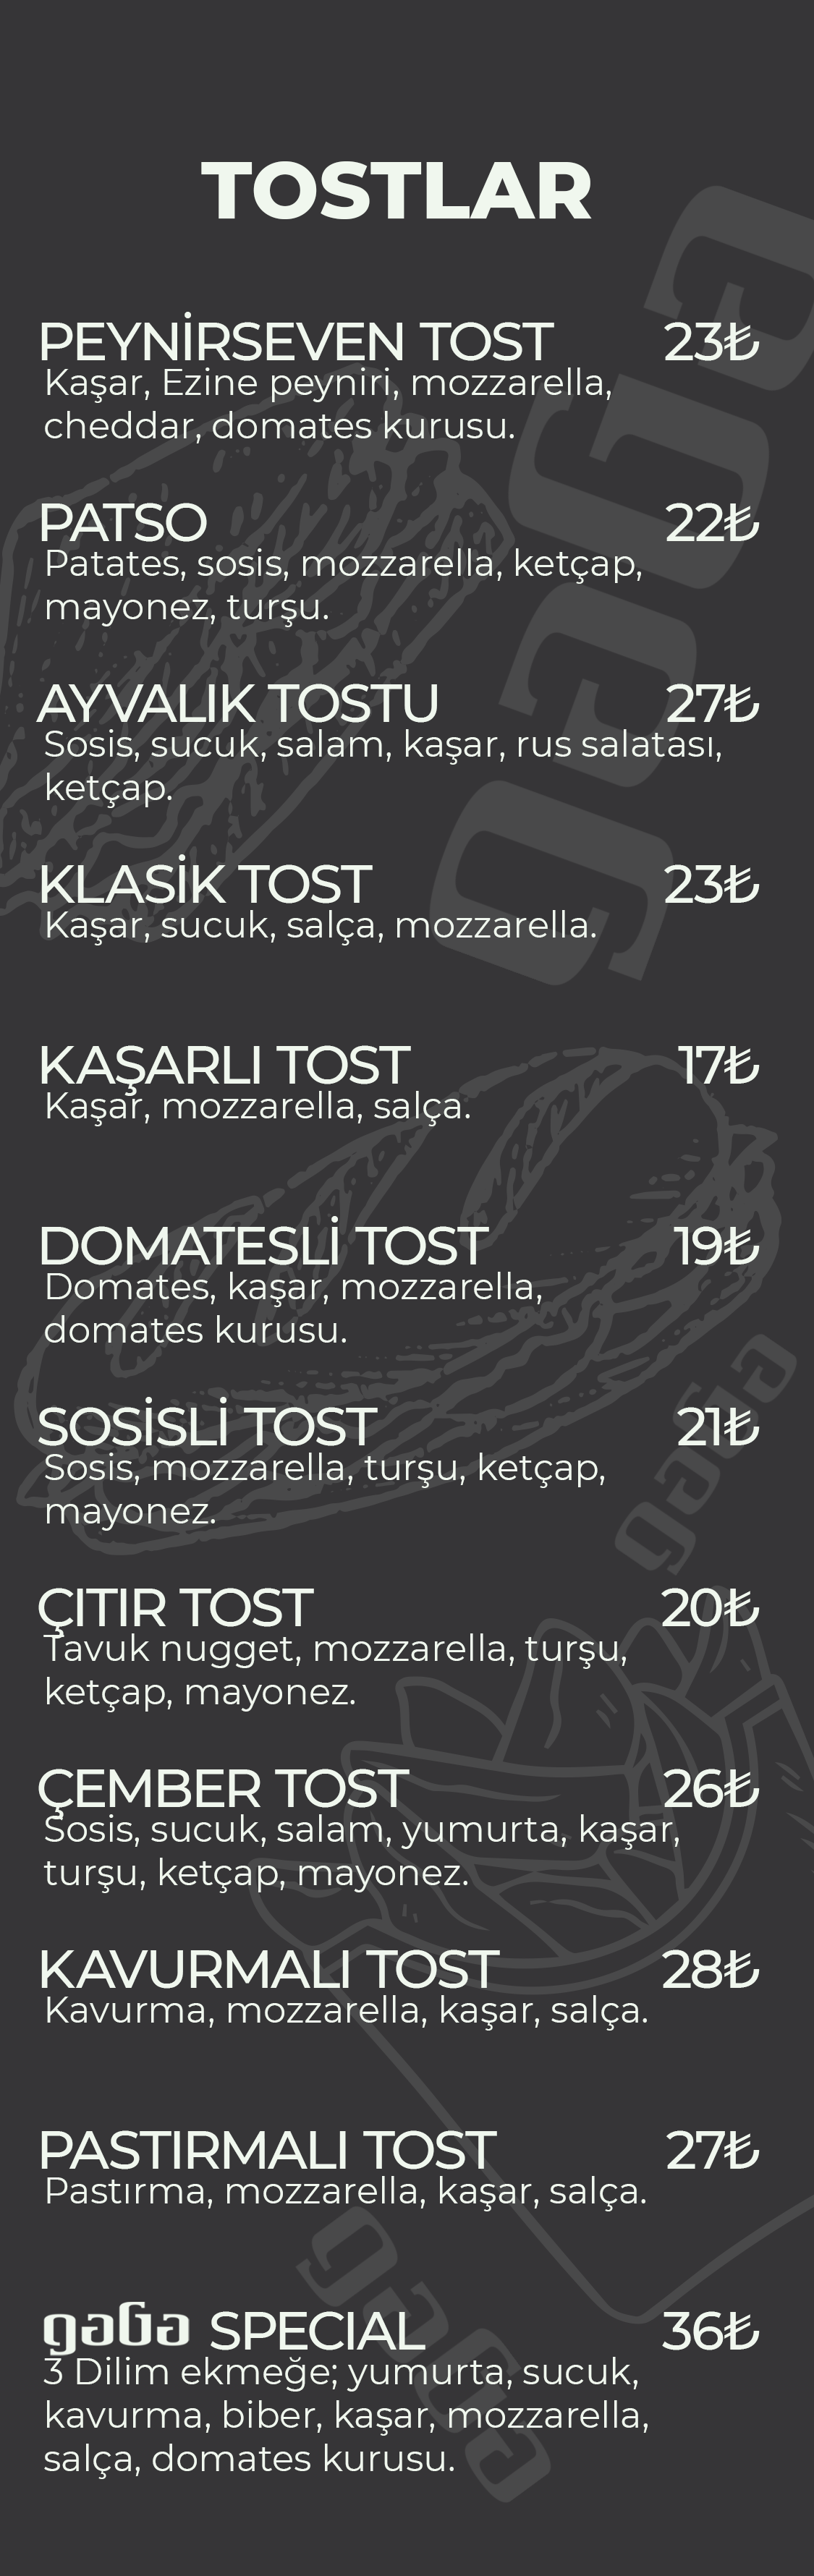 TOSTLAR
PEYNİRSEVEN TOST 23₺
Kaşar, Ezine peyniri, mozzarella,
cheddar, domates kurusu.
PATSO 22₺
Patates, sosis, mozzarella, ketçap,
mayonez, turşu.
AYVALIK TOSTU 27₺
Sosis, sucuk, salam, kaşar, rus salatası,
ketçap.
KLASİK TOST 23₺
Kaşar, sucuk, salça, mozzarella.
KAŞARLI TOST 17₺
Kaşar, mozzarella, salça.
DOMATESLİ TOST 19₺
Domates, kaşar, mozzarella,
domates kurusu.
SOSİSLİ TOST 21₺
Sosis, mozzarella, turşu, ketçap,
mayonez.
ÇITIR TOST 20₺
Tavuk nugget, mozzarella, turşu,
ketçap, mayonez.
ÇEMBER TOST 26₺
Sosis, sucuk, salam, yumurta, kaşar,
turşu, ketçap, mayonez.
KAVURMALI TOST 28₺
Kavurma, mozzarella, kaşar, salça.
PASTIRMALI TOST 27₺
Pastırma, mozzarella, kaşar, salça.
gaGa SPECIAL 36₺
3 Dilim ekmeğe; yumurta, sucuk,
kavurma, biber, kaşar, mozzarella,
salça, domates kurusu.
gaGa
gaGa
gaGa